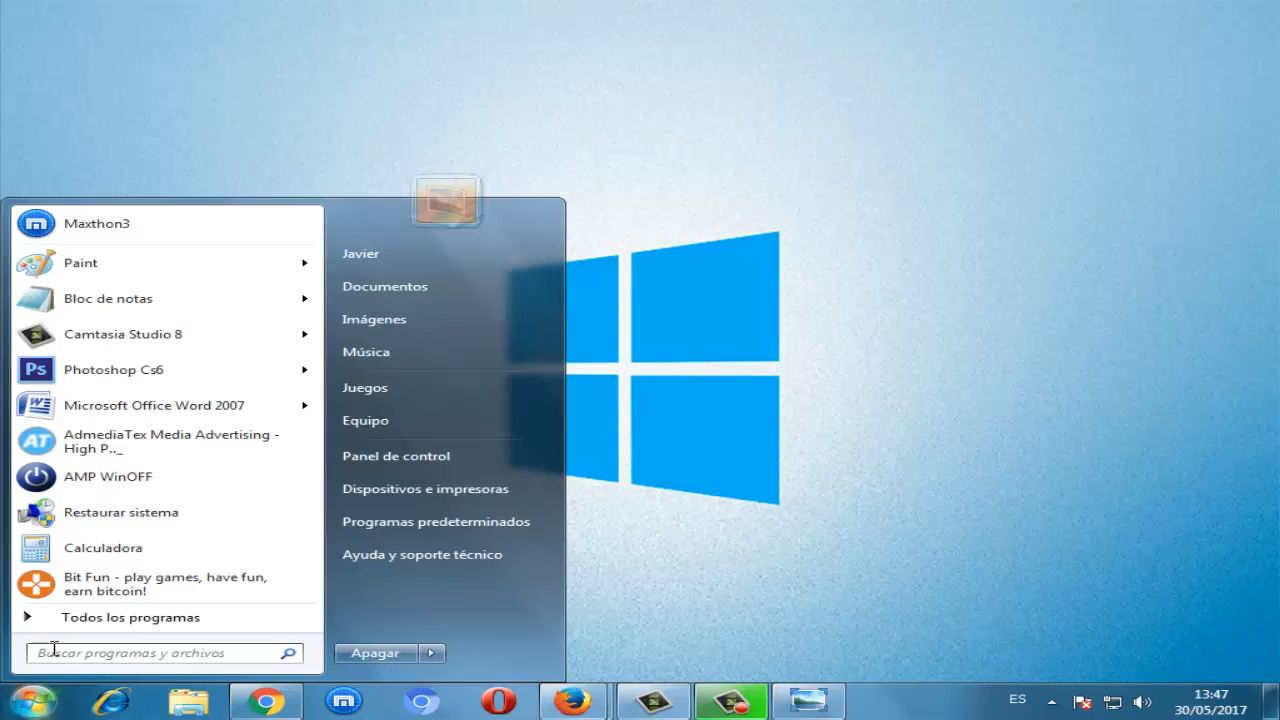 Maxthon3
Paint
Bloc de notas
Camtasia Studio 8
Ps
Photoshop Cs6
Microsoft Office Word 2007
AT
AdmediaTex Media Advertising -
High P.._
AMP WinOFF
Restaurar sistema
Calculadora
Bit Fun - play games, have fun,
earn bitcoin!
Todos los programas
Buscar programas y archivos
Javier
Documentos
Imágenes
Música
Juegos
Equipo
Panel de control
Dispositivos e impresoras
Programas predeterminados
Ayuda y soporte técnico
Apagar
ES
13:47
30/05/2017